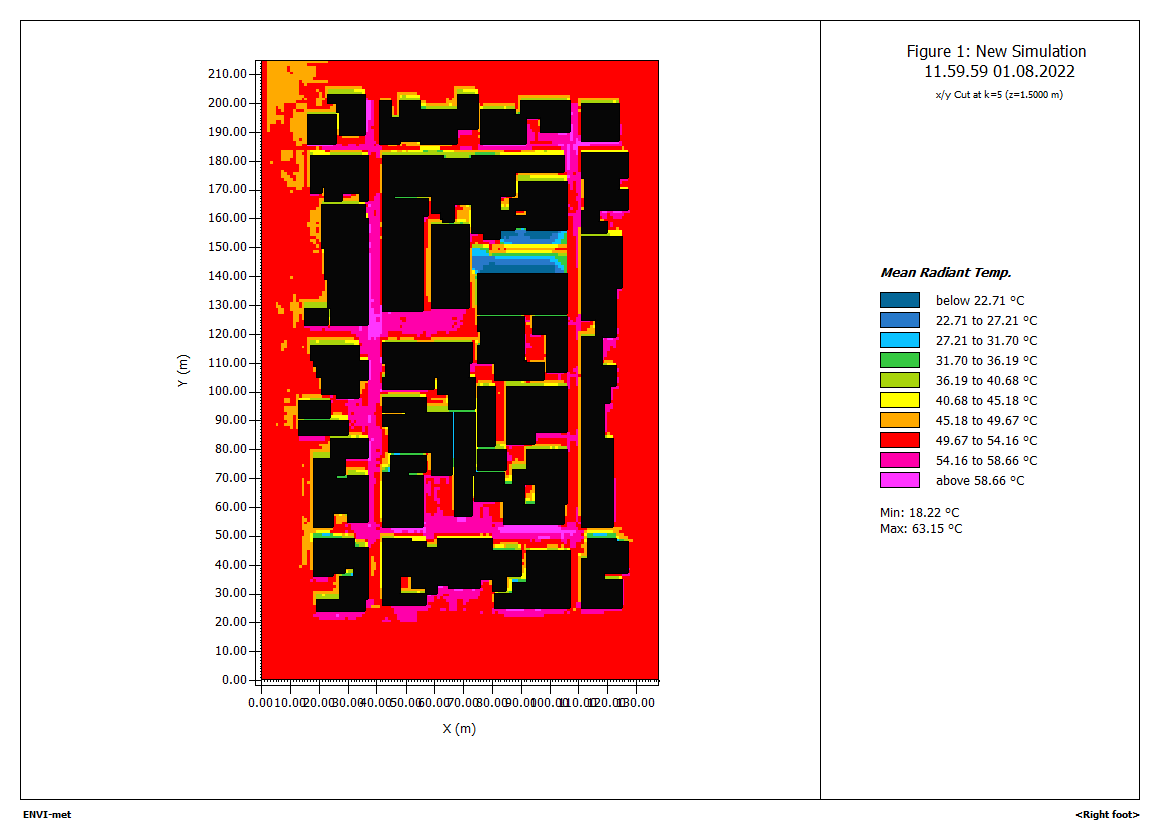 Figure 1: New Simulation
11.59.59 01.08.2022
x/y Cut at k=5 (z=1.5000 m)
210.00
200.00
190.00
180.00
170.00
160.00
150.00
140.00
130.00
120.00
110.00
100.00
90.00
80.00
70.00
60.00
50.00
40.00
30.00
20.00
10.00
0.00
Y (m)
0.00 10.00 20.00 30.00 40.00 50.00 60.00 70.00 80.00 90.00 100.00 110.00 120.00 130.00
X (m)
Mean Radiant Temp.
below 22.71 °C
22.71 to 27.21 °C
27.21 to 31.70 °C
31.70 to 36.19 °C
36.19 to 40.68 °C
40.68 to 45.18 °C
45.18 to 49.67 °C
49.67 to 54.16 °C
54.16 to 58.66 °C
above 58.66 °C
Min: 18.22 °C
Max: 63.15 °C
ENVI-met
<Right foot>